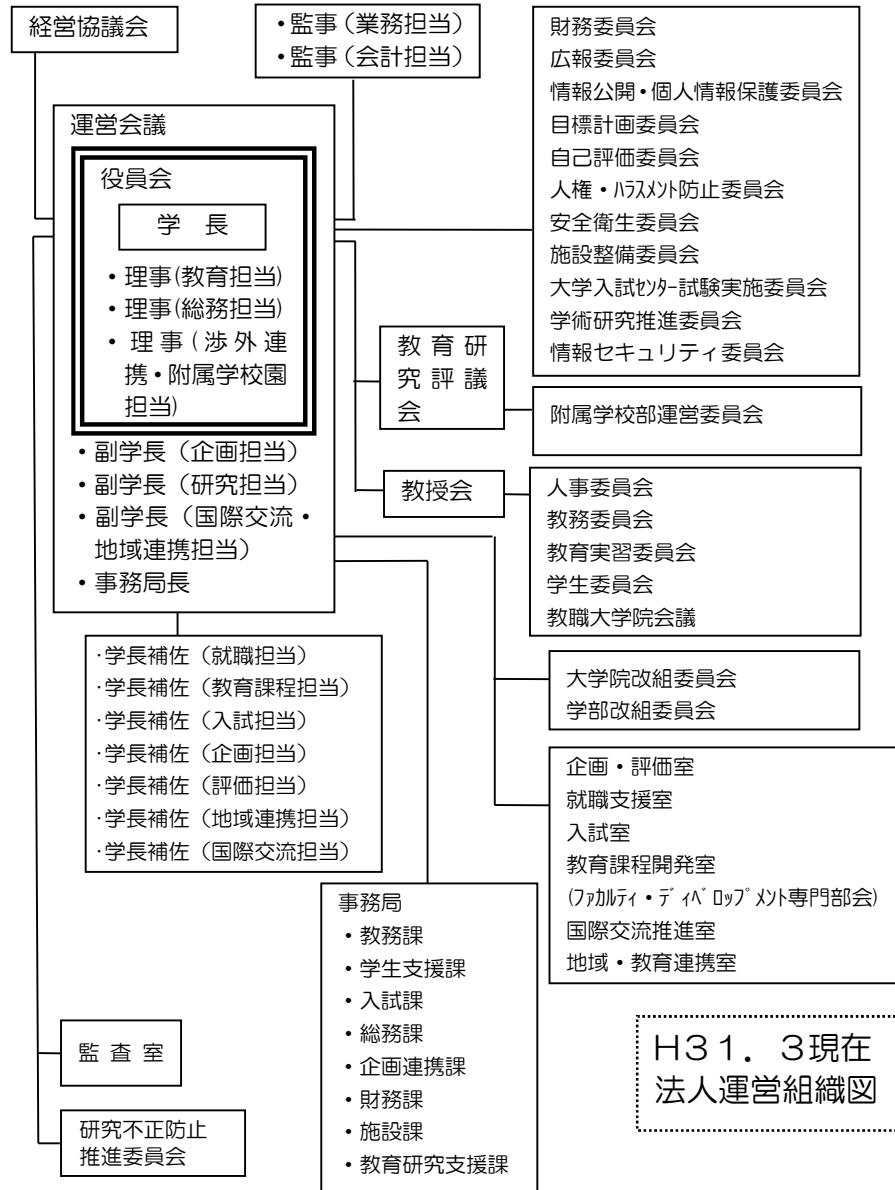 経営協議会
・監事（業務担当）
・監事（会計担当）
財務委員会
広報委員会
情報公開・個人情報保護委員会
目標計画委員会
自己評価委員会
人権・ﾊﾗｽﾒﾝﾄ防止委員会
安全衛生委員会
施設整備委員会
大学入試ｾﾝﾀｰ試験実施委員会
学術研究推進委員会
情報セキュリティ委員会
運営会議
役員会
学　長
・理事(教育担当)
・理事(総務担当)
・理事（渉外連
携・附属学校園
担当)
・副学長（企画担当）
・副学長（研究担当）
・副学長（国際交流・
地域連携担当）
・事務局長
教育研
究評議
会
附属学校部運営委員会
教授会
人事委員会
教務委員会
教育実習委員会
学生委員会
教職大学院会議
・学長補佐（就職担当）
・学長補佐（教育課程担当）
・学長補佐（入試担当）
・学長補佐（企画担当）
・学長補佐（評価担当）
・学長補佐（地域連携担当）
・学長補佐（国際交流担当）
大学院改組委員会
学部改組委員会
企画・評価室
就職支援室
入試室
教育課程開発室
(ﾌｧｶﾙﾃｨ・ﾃﾞｨﾍﾞﾛｯﾌﾟﾒﾝﾄ専門部会)
国際交流推進室
地域・教育連携室
事務局
・教務課
・学生支援課
・入試課
・総務課
・企画連携課
・財務課
・施設課
・教育研究支援課
監査室
研究不正防止
推進委員会
H31．3現在
法人運営組織図